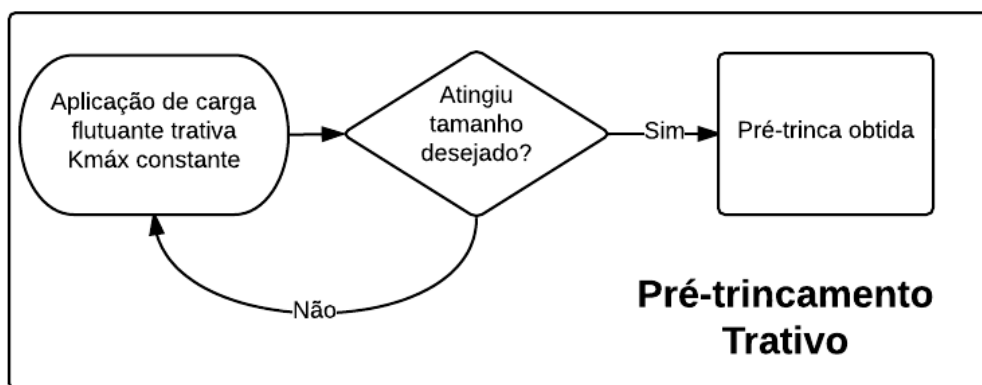 Aplicação de carga
flutuante trativa
Kmáx constante
Atingiu
tamanho
desejado?
Sim
Pré-trinca obtida
Não
Pré-trincamento
Trativo